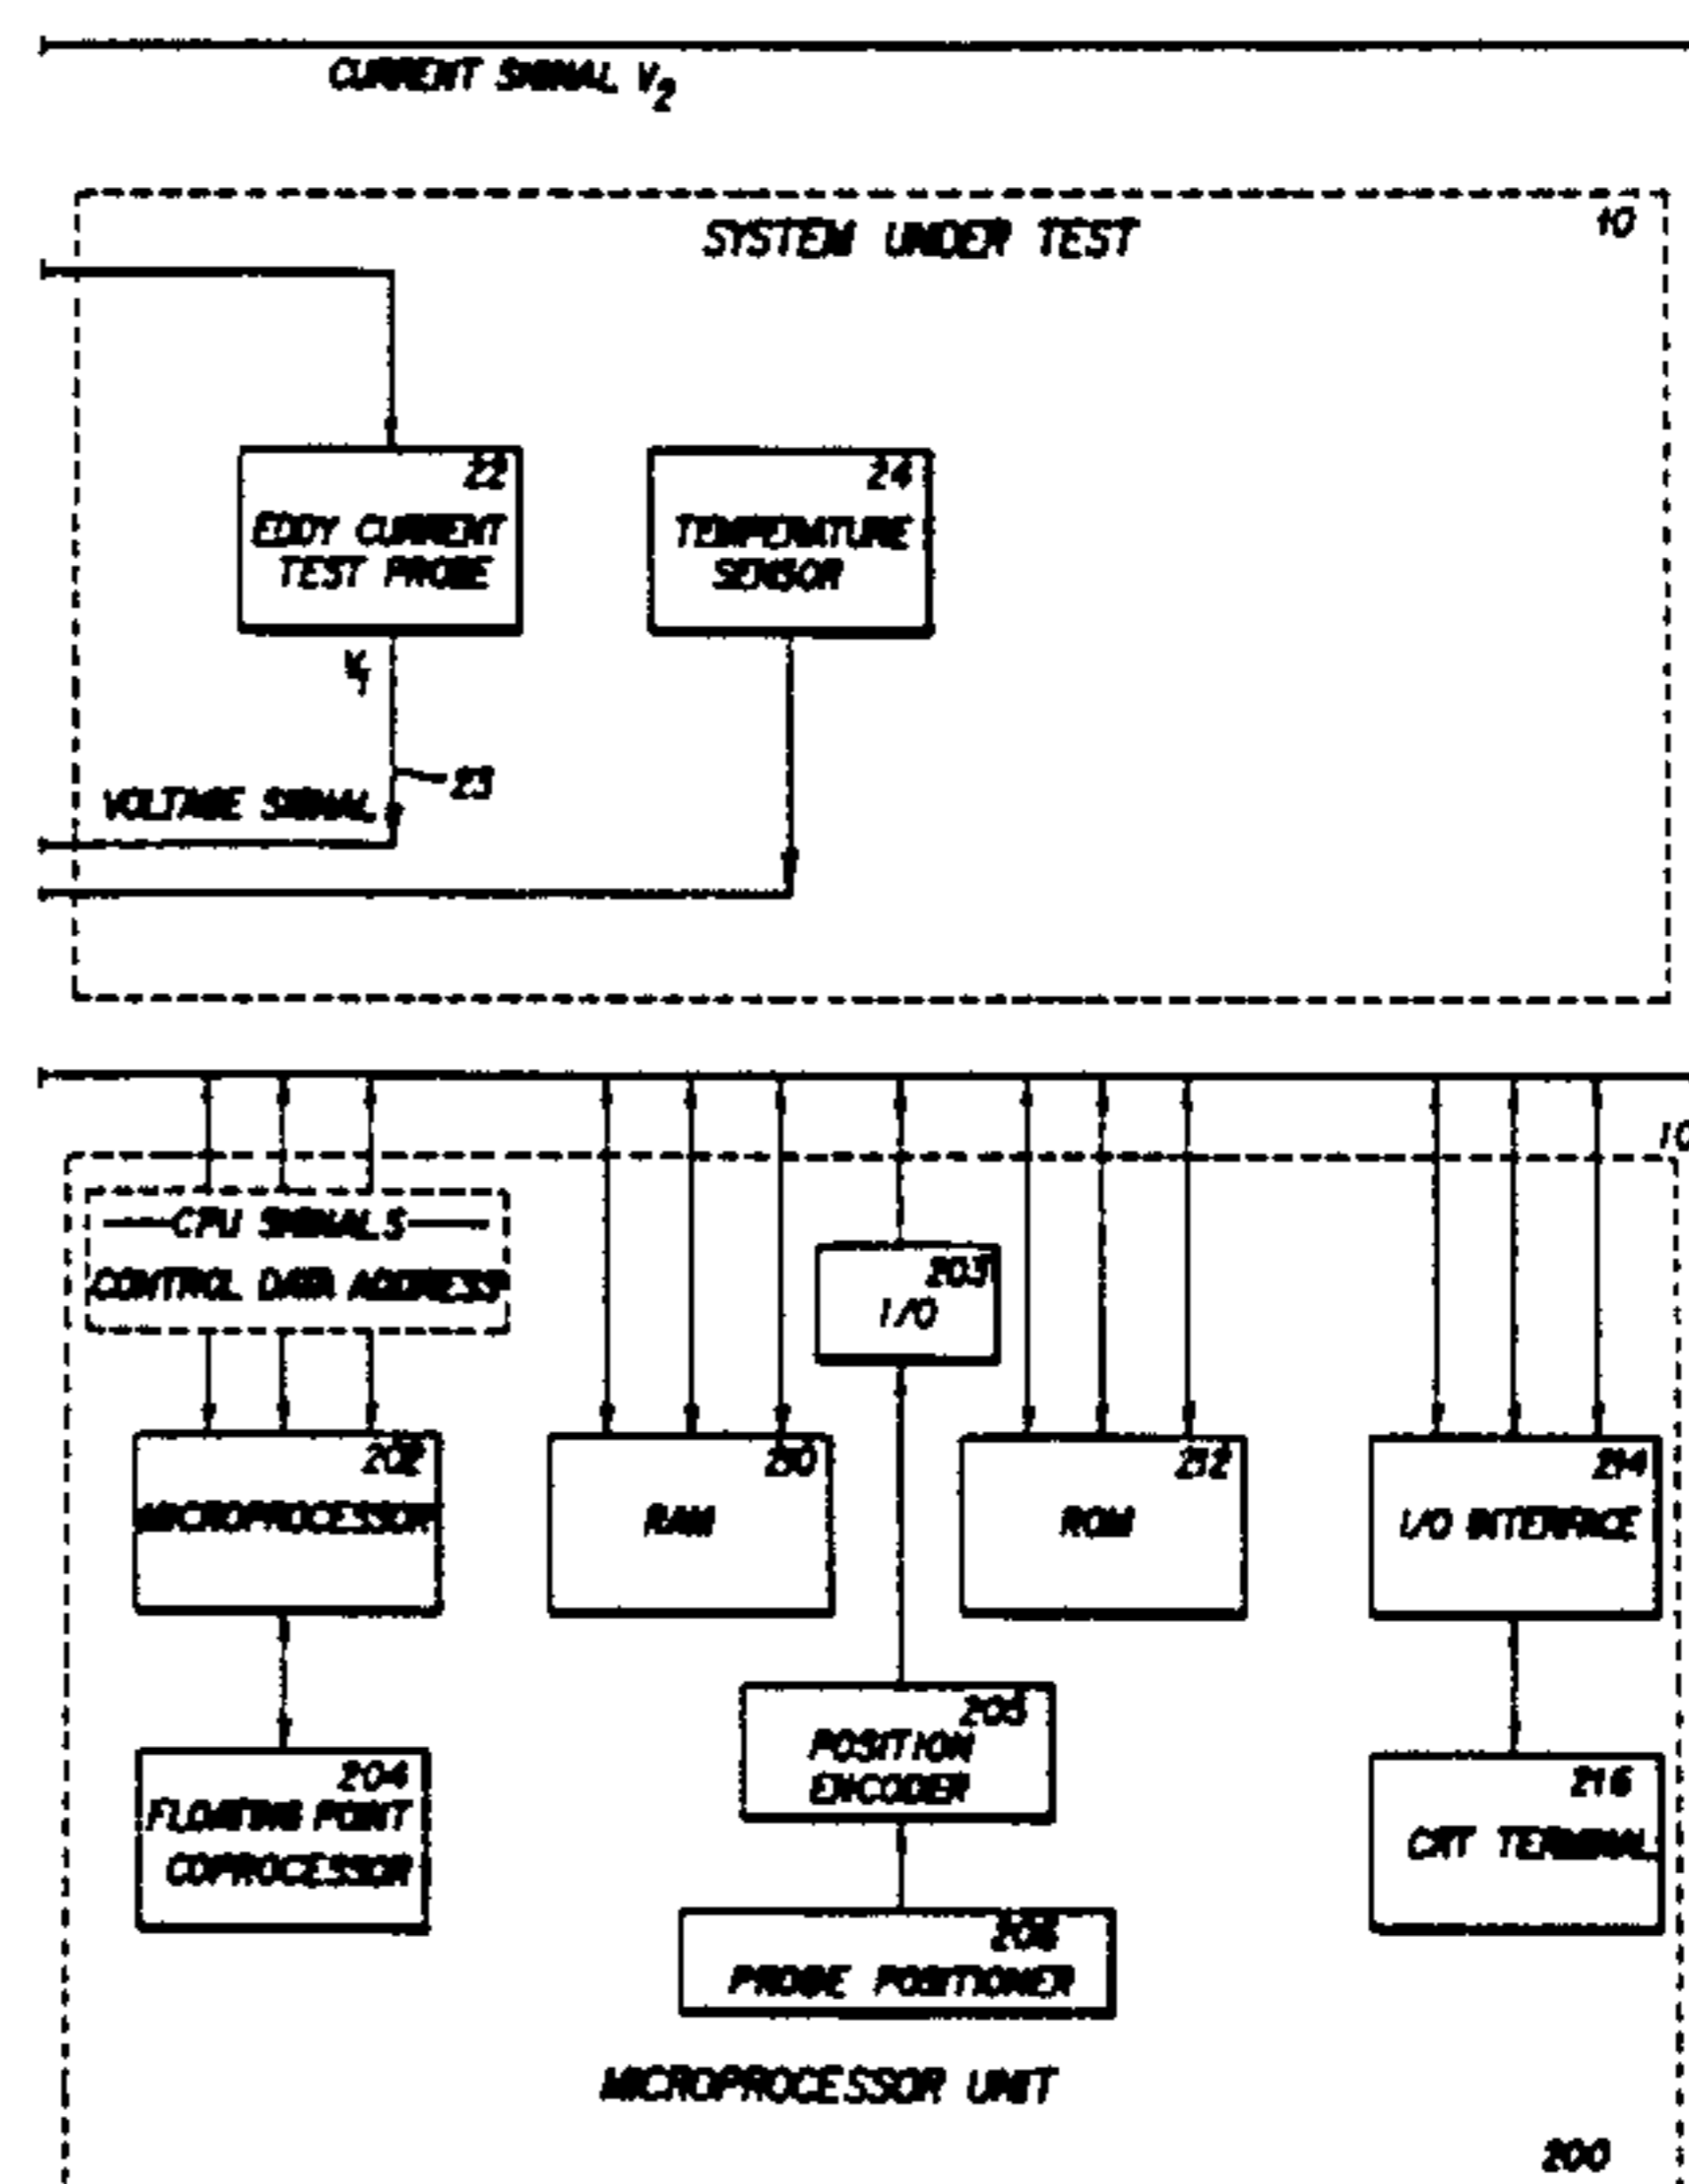 CURRENT SIGNAL V2
SYSTEM UNDER TEST
10
22
EDDY CURRENT
TEST PROBE
24
TEMPERATURE
SENSOR
V1
23
VOLTAGE SIGNAL
10
CPU SIGNALS
CONTROL DATA ADDRESS
203
I/O
202
MICROPROCESSOR
210
RAM
212
ROM
214
I/O INTERFACE
204
FLOATING POINT
COPROCESSOR
POSITION
ENCODER
216
CRT TERMINAL
PROBE POSITIONER
MICROPROCESSOR UNIT
200